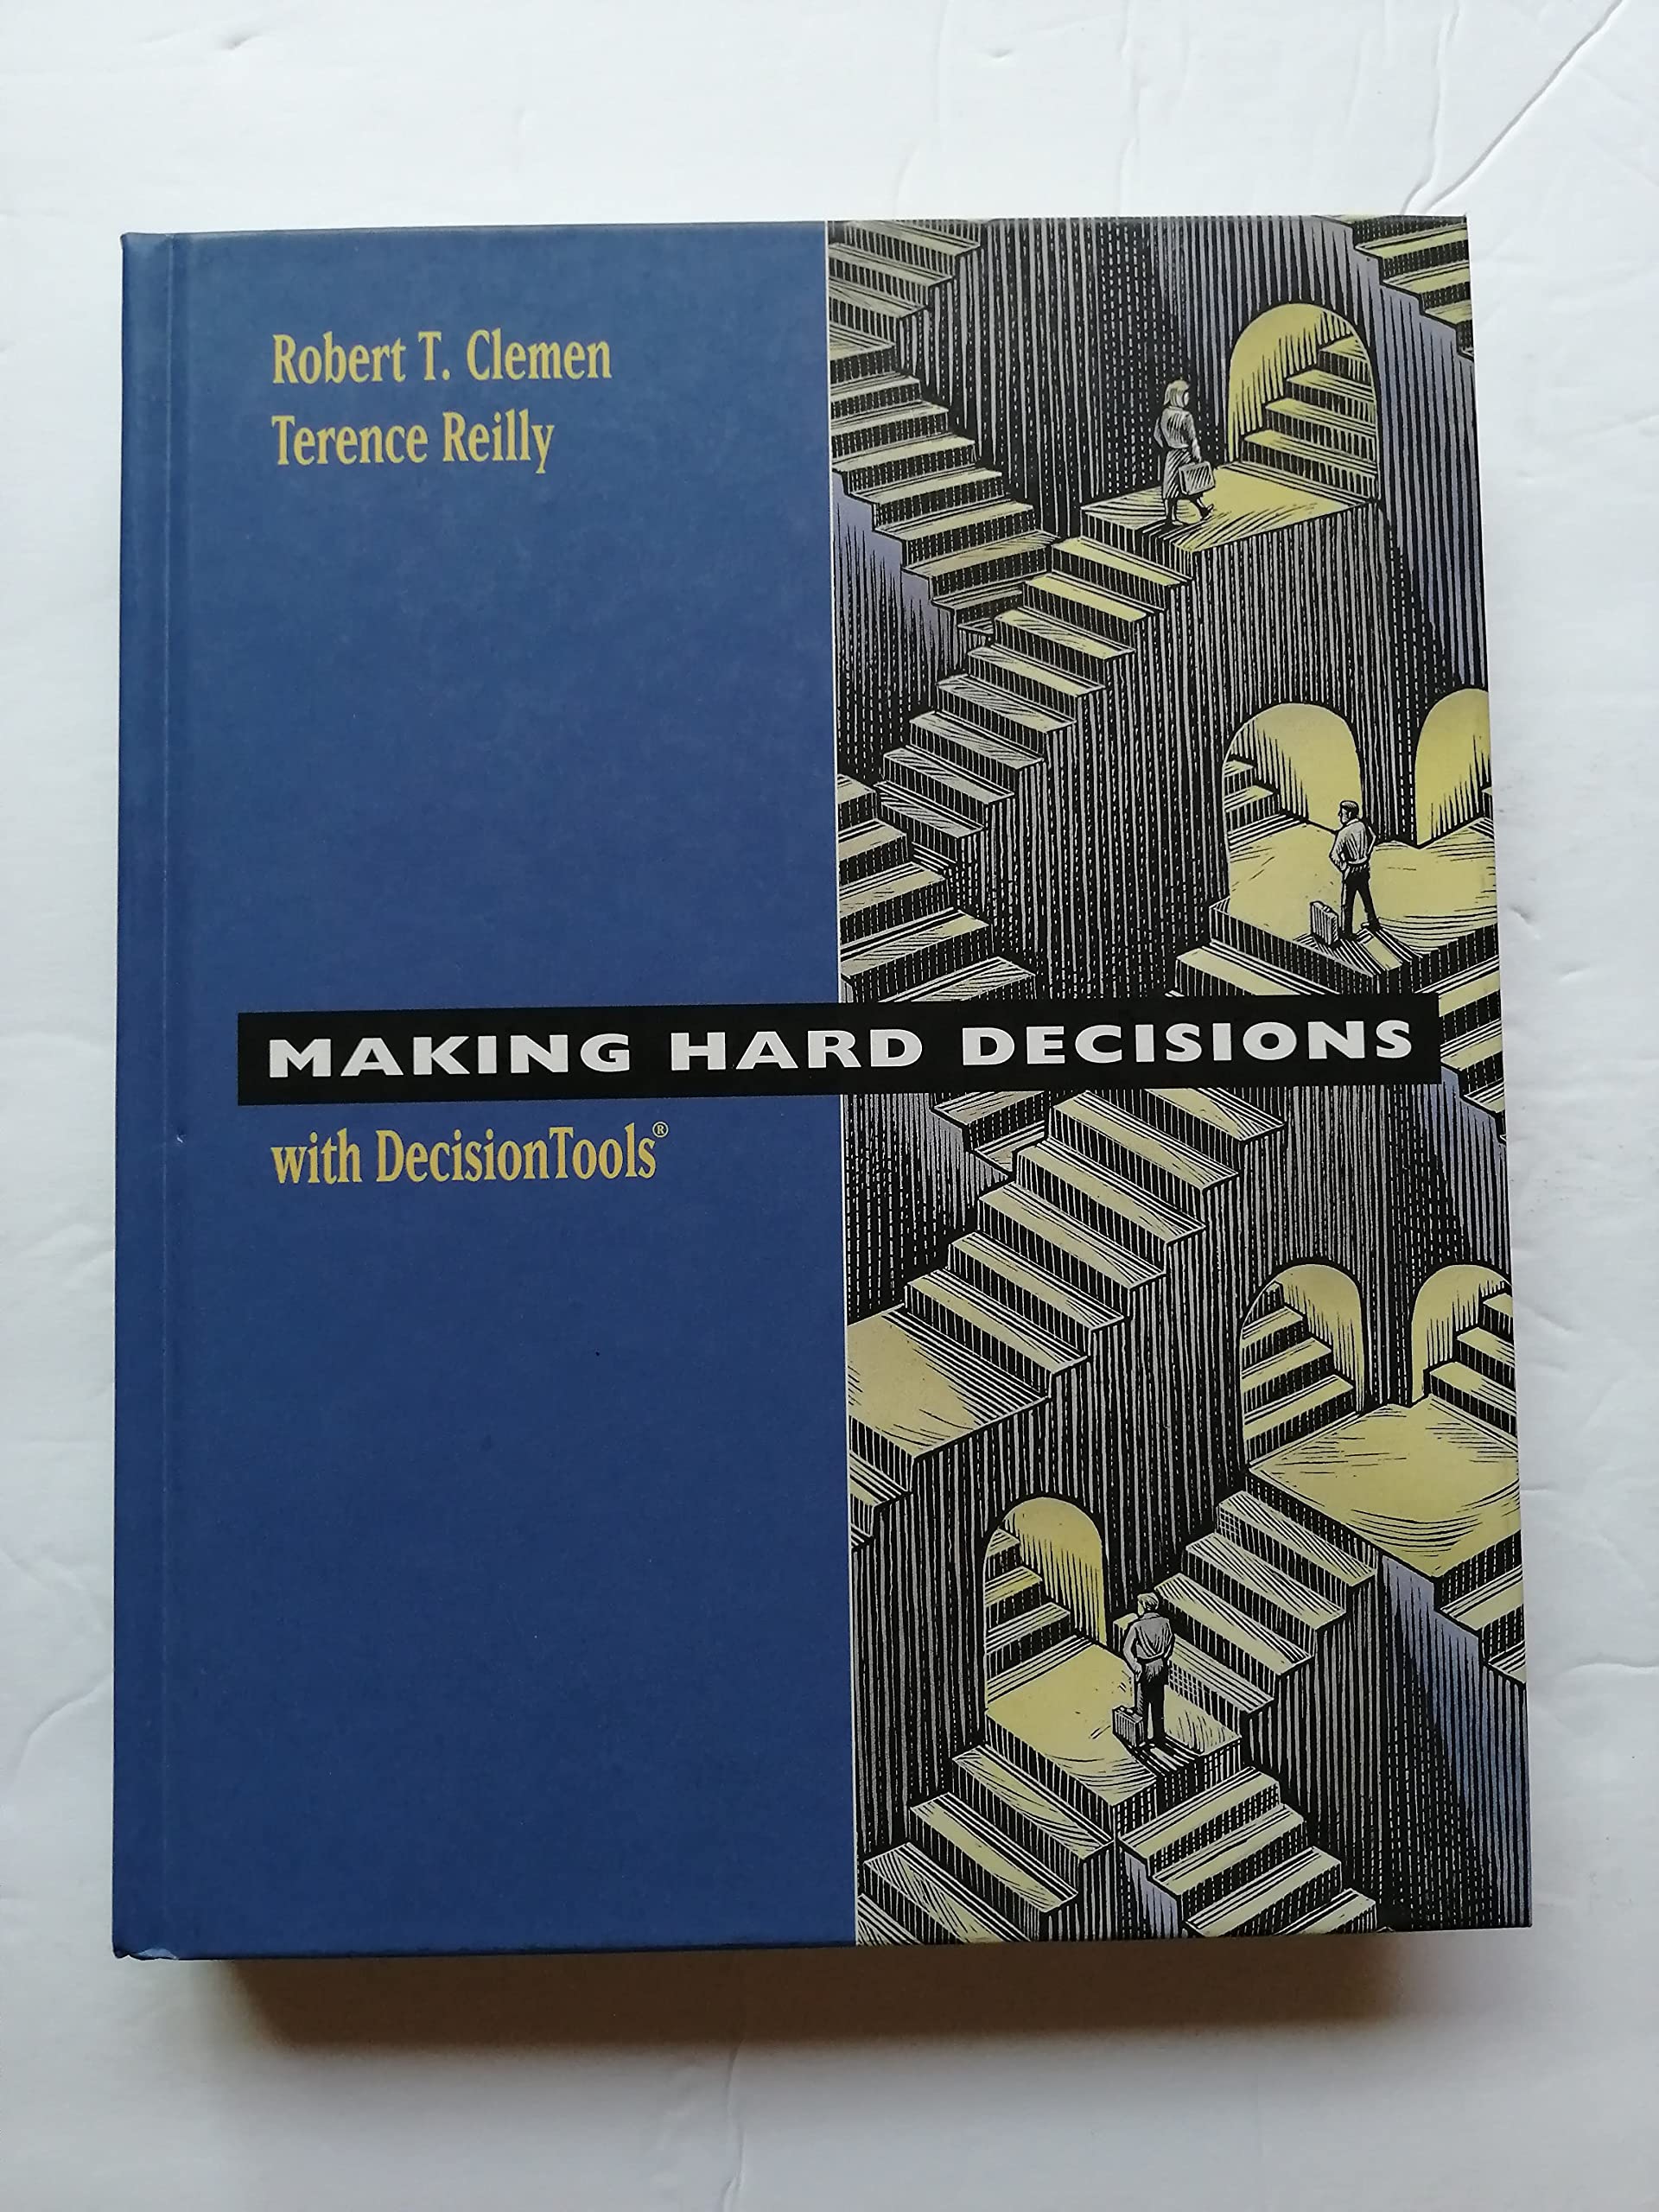 Robert T. Clemen
Terence Reilly
MAKING HARD DECISIONS
with DecisionTools®